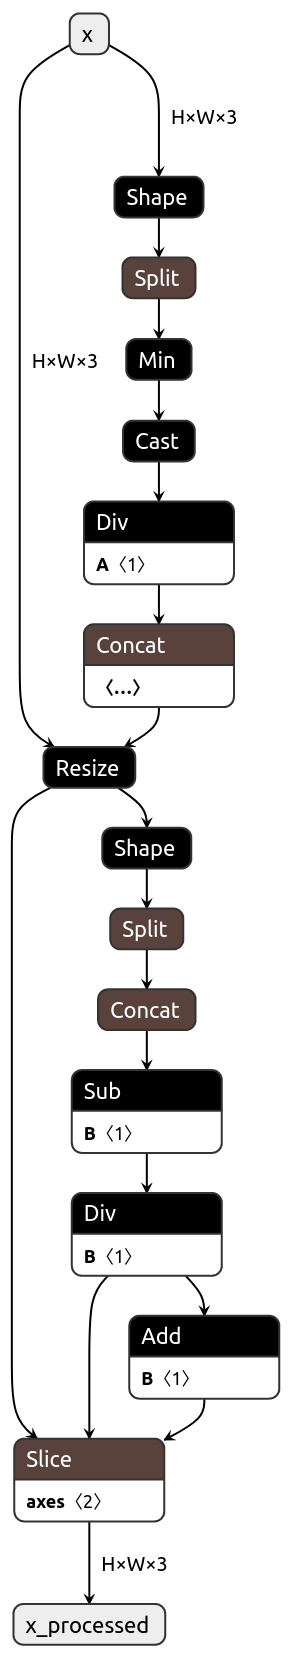 x
H×W×3
Shape
Split
H×W×3
Min
Cast
Div
A〈1〉
Concat
〈...〉
Resize
Shape
Split
Concat
Sub
B〈1〉
Div
B〈1〉
Add
B〈1〉
Slice
axes〈2〉
H×W×3
x_processed